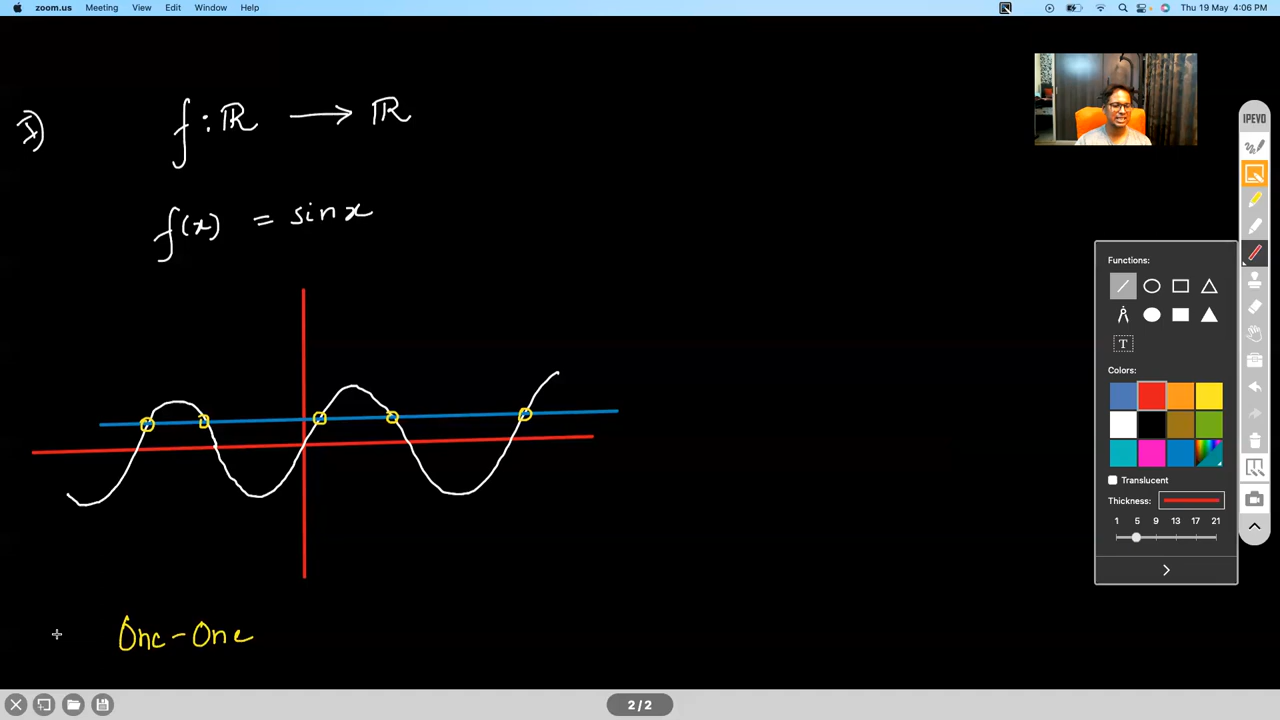 zoom.us Meeting View Edit Window Help Thu 19 May 4:06 PM
f : ℝ → ℝ
f(x) = sin x
IPEVO
Functions:
T
Colors:
Translucent
Thickness:
1 5 9 13 17 21
One-One
2/2